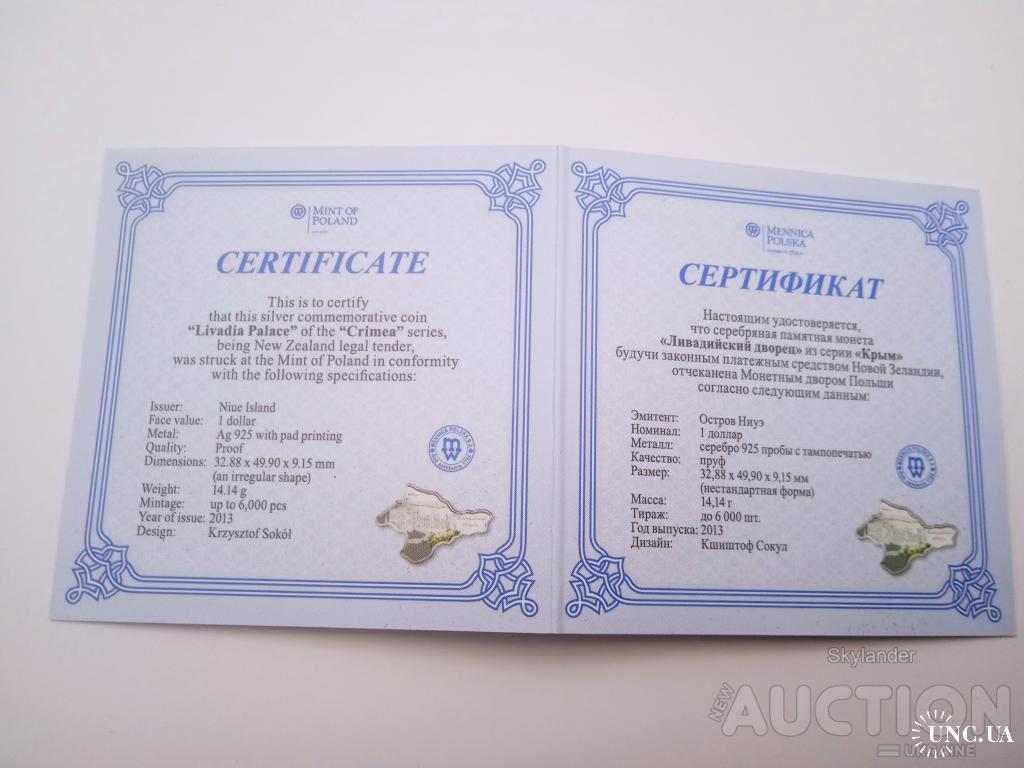 MINT OF
POLAND
CERTIFICATE
This is to certify
that this silver commemorative coin
“Livadia Palace” of the “Crimea” series,
being New Zealand legal tender,
was struck at the Mint of Poland in conformity
with the following specifications:
Issuer: Niue Island
Face value: 1 dollar
Metal: Ag 925 with pad printing
Quality: Proof
Dimensions: 32.88 x 49.90 x 9.15 mm
(an irregular shape)
Weight: 14.14 g
Mintage: up to 6,000 pcs
Year of issue: 2013
Design: Krzysztof Sokół
MENNICA POLSKA S.A.
MENNICA
POLSKA
СЕРТИФИКАТ
Настоящим удостоверяется,
что серебряная памятная монета
«Ливадийский дворец» из серии «Крым»
будучи законным платежным средством Новой Зеландии,
отчеканена Монетным двором Польши
согласно следующим данным:
Эмитент: Остров Ниуэ
Номинал: 1 доллар
Металл: серебро 925 пробы с тампопечатью
Качество: пруф
Размер: 32,88 x 49,90 x 9,15 мм
(нестандартная форма)
Масса: 14,14 г
Тираж: до 6 000 шт.
Год выпуска: 2013
Дизайн: Кшиштоф Сокул
Skylander
NEW AUCTION
UKRAINE
UNC.UA